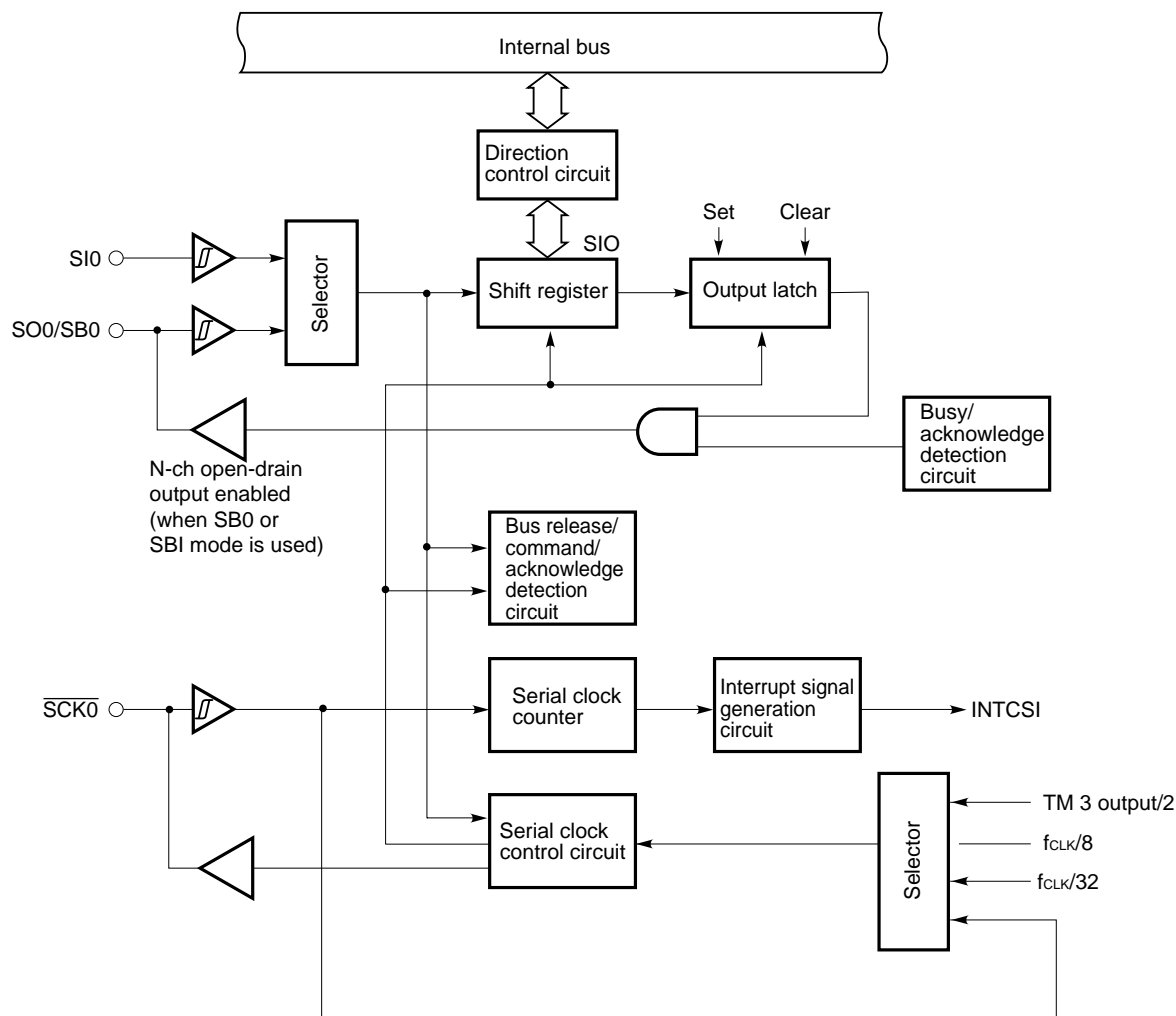 Internal bus
Direction
control circuit
Set
Clear
SIO
SI0
Selector
Shift register
Output latch
SO0/SB0
Busy/
acknowledge
detection
circuit
N-ch open-drain
output enabled
(when SB0 or
SBI mode is used)
Bus release/
command/
acknowledge
detection
circuit
SCK0
Serial clock
counter
Interrupt signal
generation
circuit
INTCSI
TM 3 output/2
Serial clock
control circuit
Selector
fCLK/8
fCLK/32